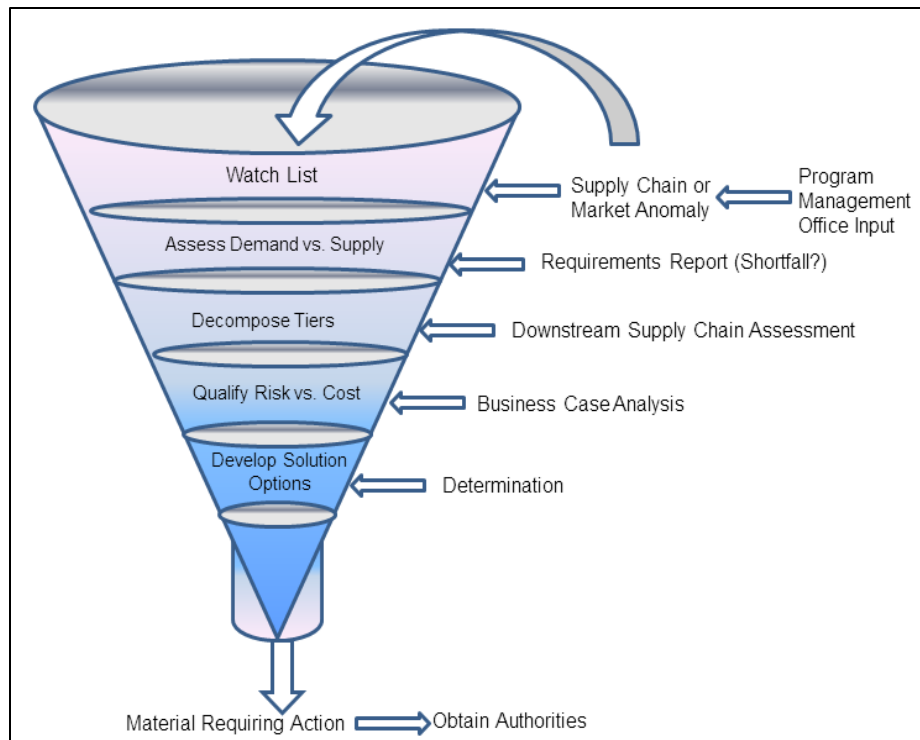 Watch List
Supply Chain or
Market Anomaly
Program
Management
Office Input
Assess Demand vs. Supply
Requirements Report (Shortfall?)
Decompose Tiers
Downstream Supply Chain Assessment
Qualify Risk vs. Cost
Business Case Analysis
Develop Solution
Options
Determination
Material Requiring Action
Obtain Authorities